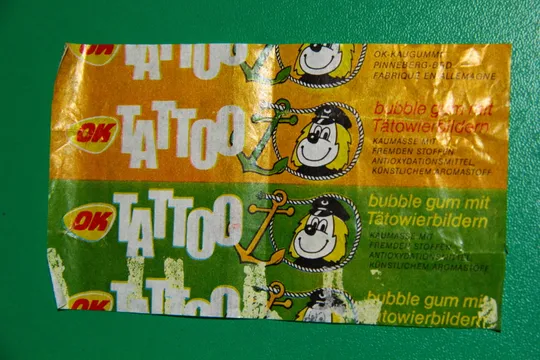 OK TATTOO
OK-KAUGUMMI
PINNEBERG-BRD
FABRIQUE EN ALLEMAGNE
OK TATTOO
bubble gum mit
Tätowierbildern
KAUMASSE MIT
FREMDEN STOFFEN
ANTIOXYDATIONSMITTEL,
KÜNSTLICHEM AROMASTOFF
OK TATTOO
bubble gum mit
Tätowierbildern
KAUMASSE MIT
FREMDEN STOFFEN
ANTIOXYDATIONSMITTEL,
KÜNSTLICHEM AROMASTOFF
OK TATTOO
bubble gum mit
Tätowierbildern